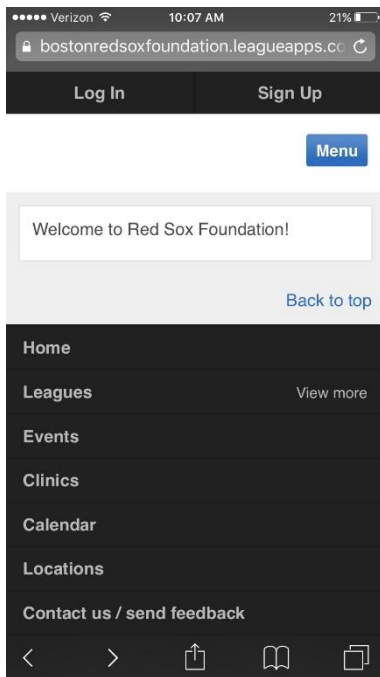 Verizon 10:07 AM 21%
bostonredsoxfoundation.leagueapps.co
Log In Sign Up
Menu
Welcome to Red Sox Foundation!
Back to top
Home
Leagues View more
Events
Clinics
Calendar
Locations
Contact us / send feedback